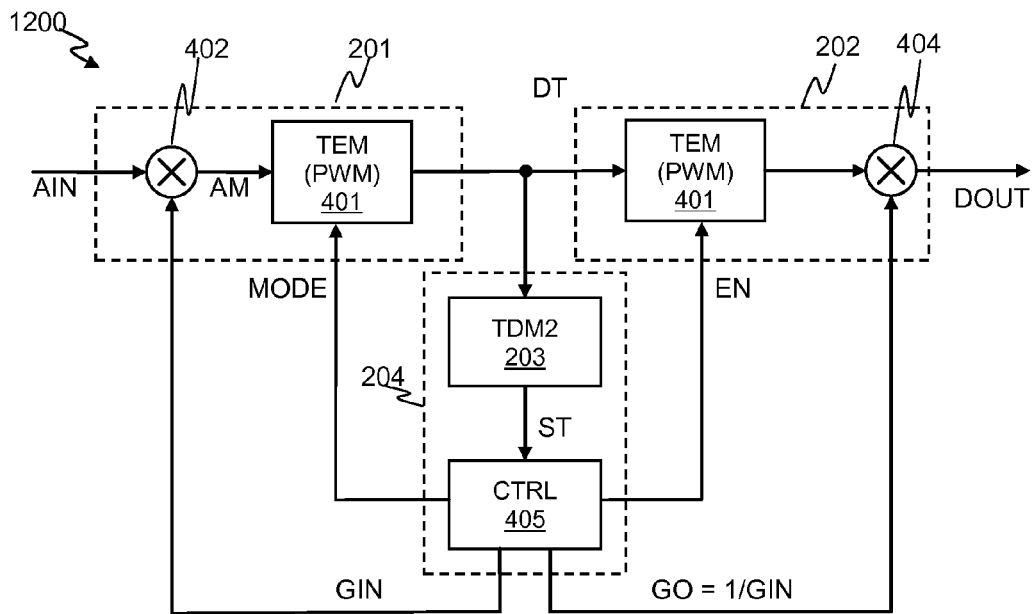 1200
402
201
DT
202
404
AIN
AM
TEM
(PWM)
401
TEM
(PWM)
401
DOUT
MODE
EN
TDM2
203
204
ST
CTRL
405
GIN
GO = 1/GIN